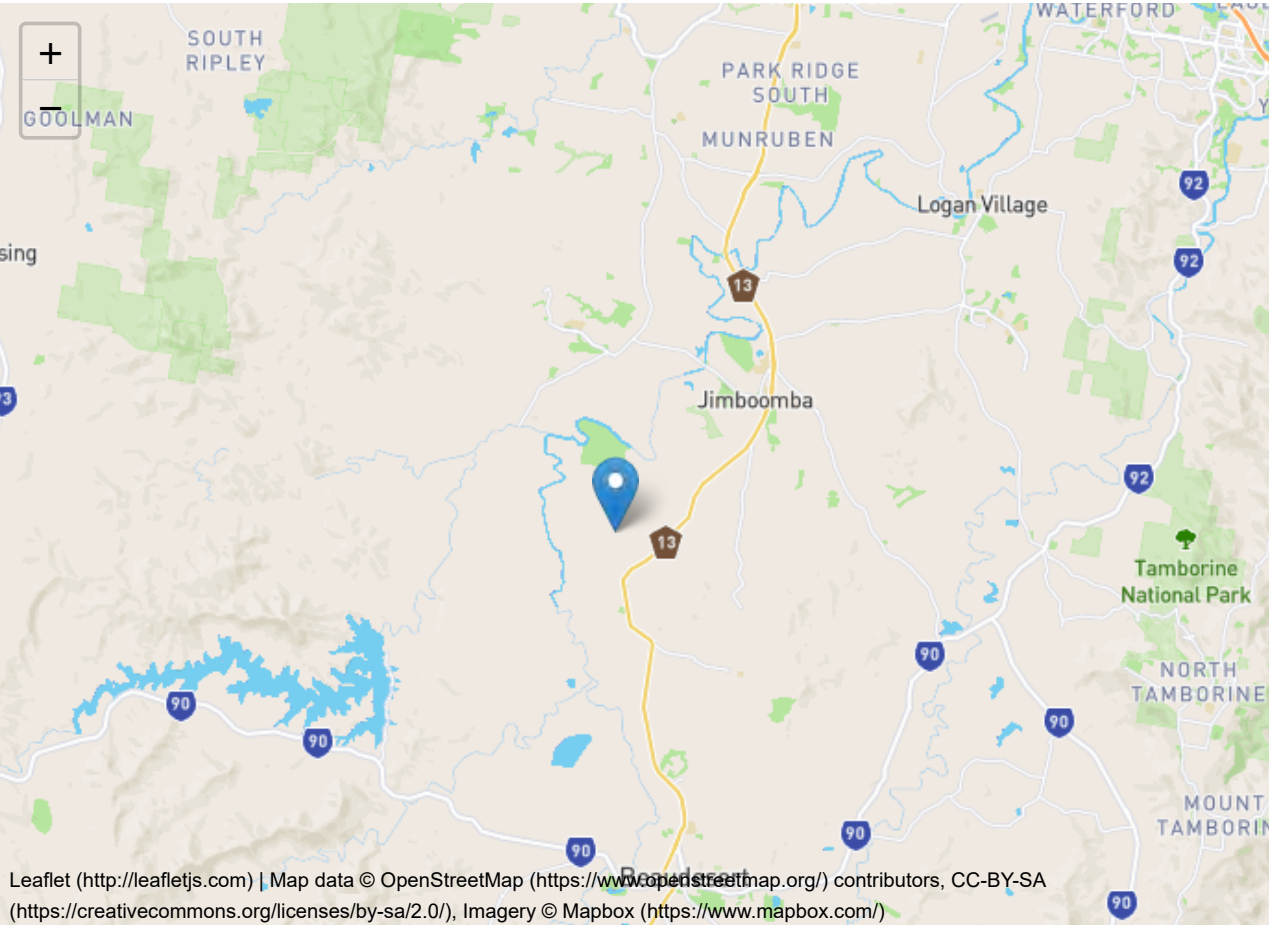 WATERFORD
+
SOUTH
RIPLEY
PARK RIDGE
SOUTH
−
GOOLMAN
MUNRUBEN
92
Logan Village
sing
92
13
93
Jimboomba
92
13
Tamborine
National Park
90
NORTH
TAMBORINE
90
90
90
MOUNT
TAMBORIN
90
90
Beaudesert
Leaflet (http://leafletjs.com) | Map data © OpenStreetMap (https://www.openstreetmap.org/) contributors, CC-BY-SA
90
(https://creativecommons.org/licenses/by-sa/2.0/), Imagery © Mapbox (https://www.mapbox.com/)